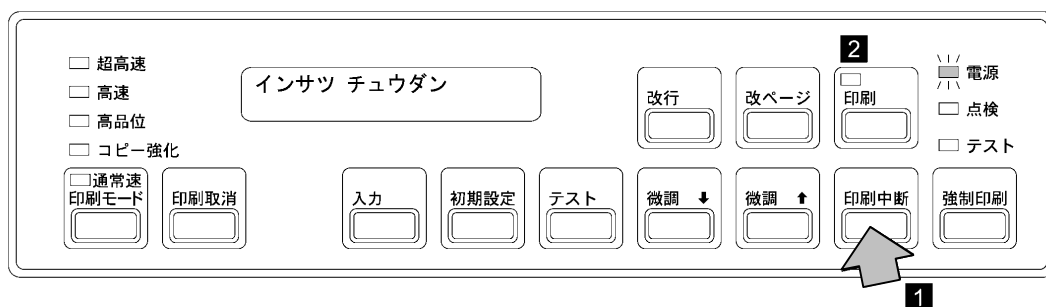 超高速
高速
高品位
コピー強化
インサツ チュウダン
2
改行
改ページ
印刷
電源
点検
テスト
通常速
印刷モード
印刷取消
入力
初期設定
テスト
微調 ⬇
微調 ⬆
印刷中断
強制印刷
1